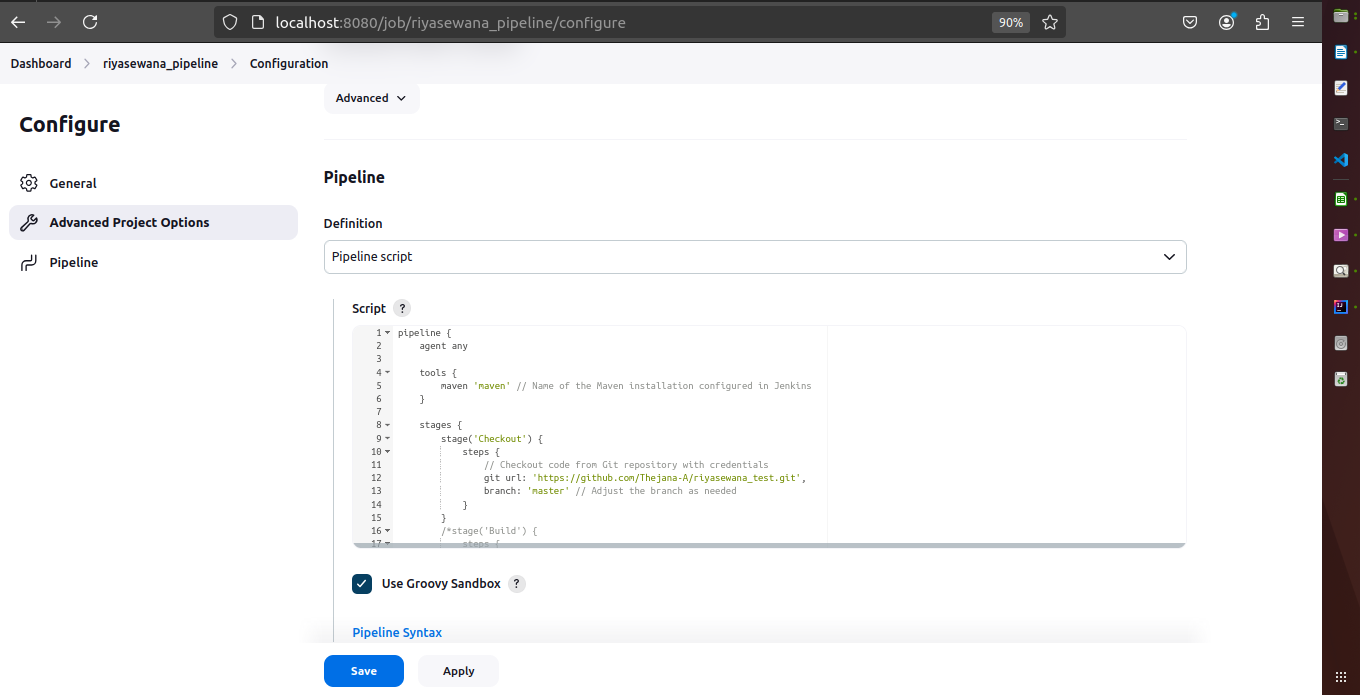 localhost:8080/job/riyasewana_pipeline/configure
90%
Dashboard > riyasewana_pipeline > Configuration
Advanced
Configure
General
Advanced Project Options
Pipeline
Pipeline
Definition
Pipeline script
Script ?
1 pipeline {
2     agent any
3
4     tools {
5         maven 'maven' // Name of the Maven installation configured in Jenkins
6     }
7
8     stages {
9         stage('Checkout') {
10             steps {
11                 // Checkout code from Git repository with credentials
12                 git url: 'https://github.com/Thejana-A/riyasewana_test.git',
13                 branch: 'master' // Adjust the branch as needed
14             }
15         }
16         /*stage('Build') {
17             steps {
Use Groovy Sandbox ?
Pipeline Syntax
Save
Apply